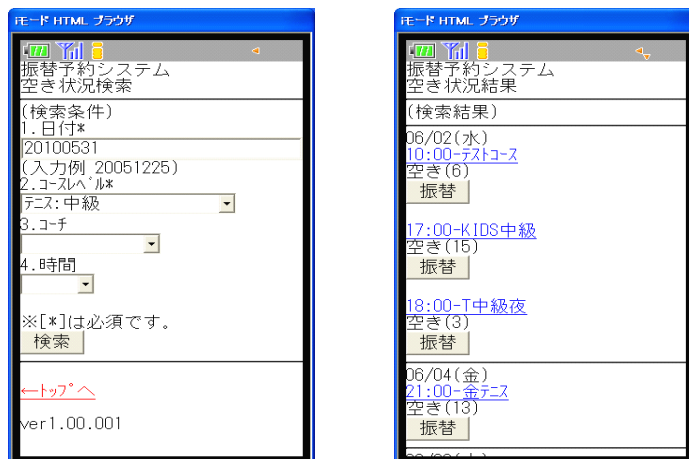 iモード HTML ブラウザ
振替予約システム
空き状況検索
(検索条件)
1.日付*
20100531
(入力例 20051225)
2.コースレベル*
テニス:中級
3.コーチ
4.時間
※[*]は必須です。
検索
←トップへ
ver1.00.001
iモード HTML ブラウザ
振替予約システム
空き状況結果
(検索結果)
06/02(水)
10:00-テストコース
空き(6)
振替
17:00-KIDS中級
空き(15)
振替
18:00-T中級夜
空き(3)
振替
06/04(金)
21:00-金テニス
空き(13)
振替